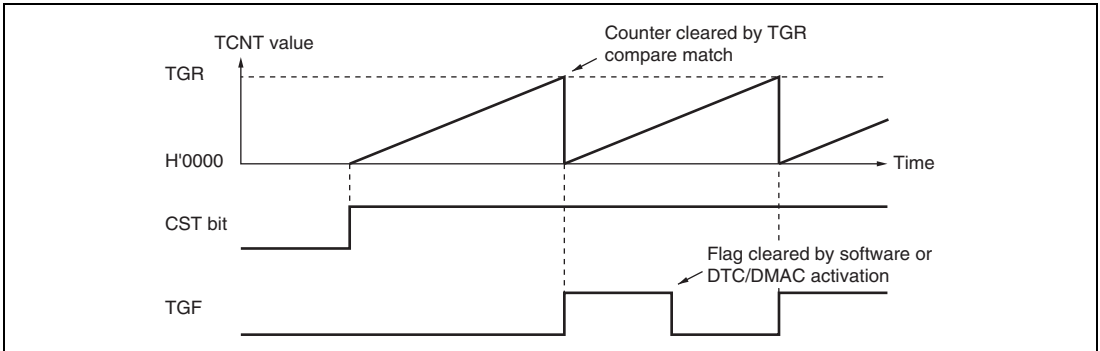 TCNT value
Counter cleared by TGR
compare match
TGR
H'0000
Time
CST bit
Flag cleared by software or
DTC/DMAC activation
TGF